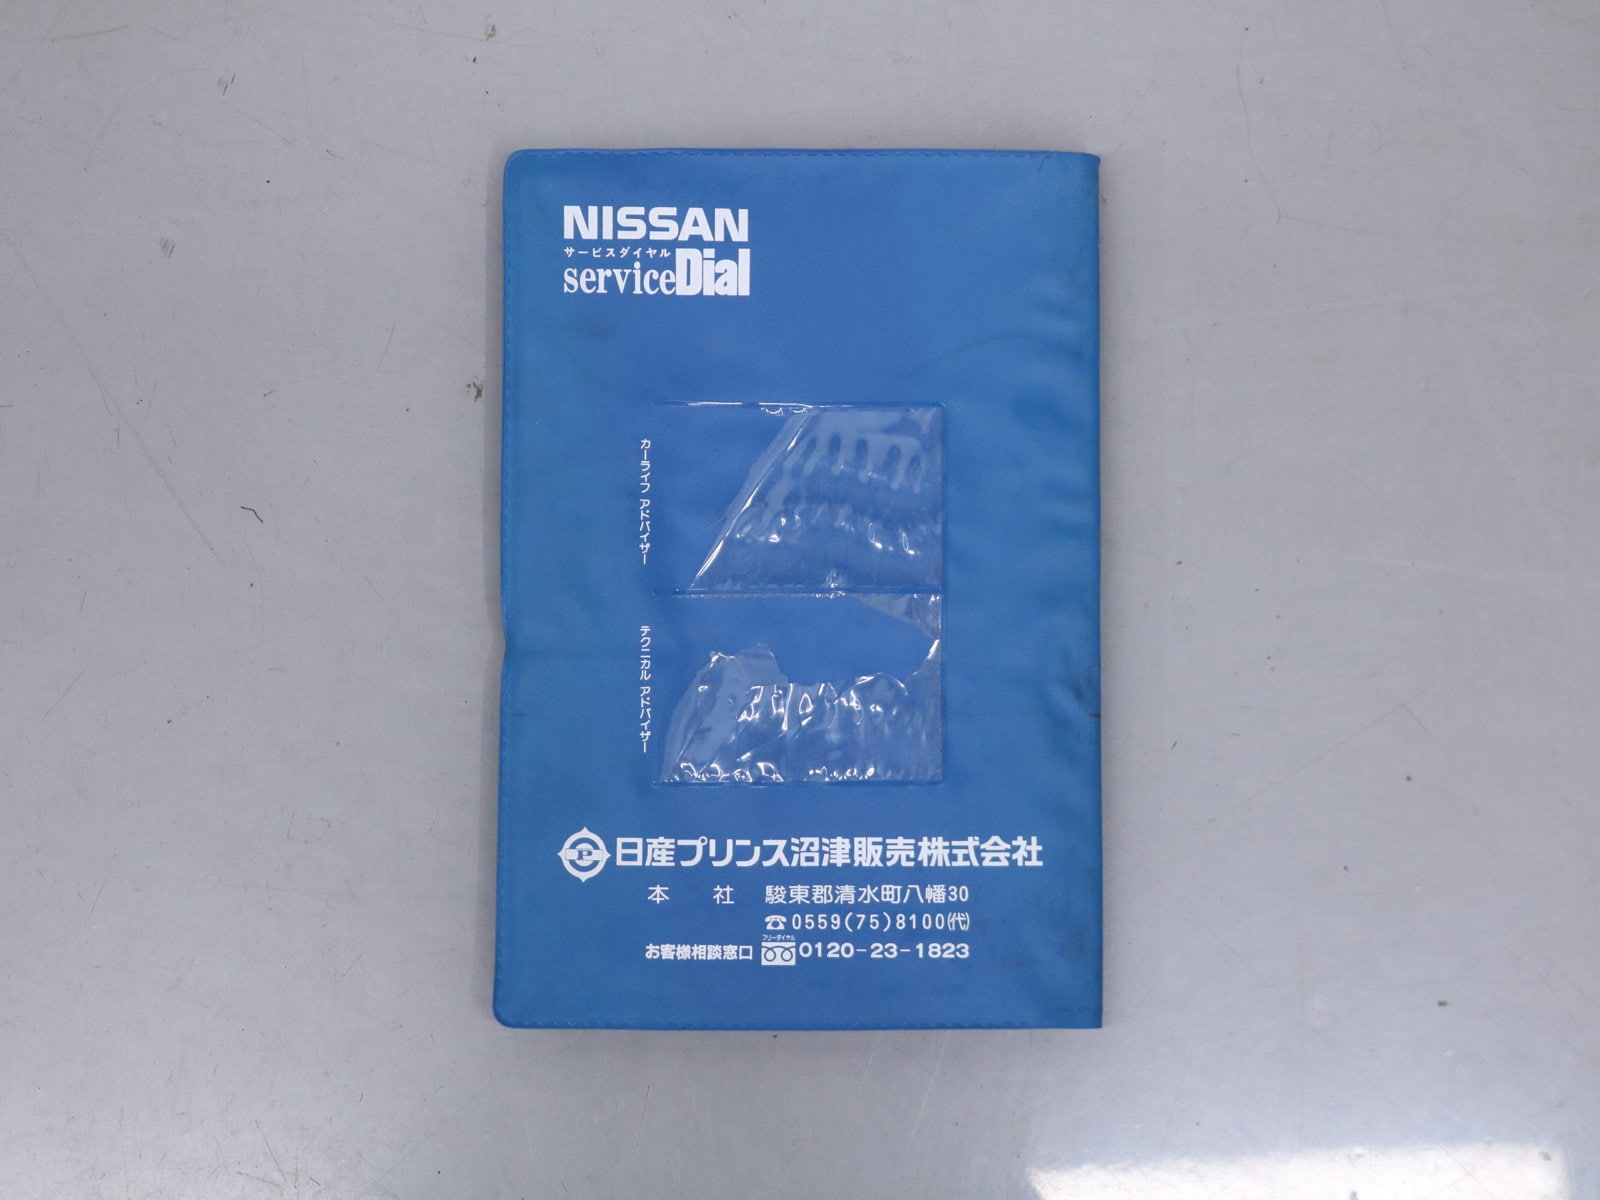 NISSAN
サービスダイヤル
serviceDial
カーライフ アドバイザー
テクニカル アドバイザー
P
日産プリンス沼津販売株式会社
本 社 駿東郡清水町八幡30
☎0559(75)8100㈹
フリーダイヤル
お客様相談窓口 0120-23-1823